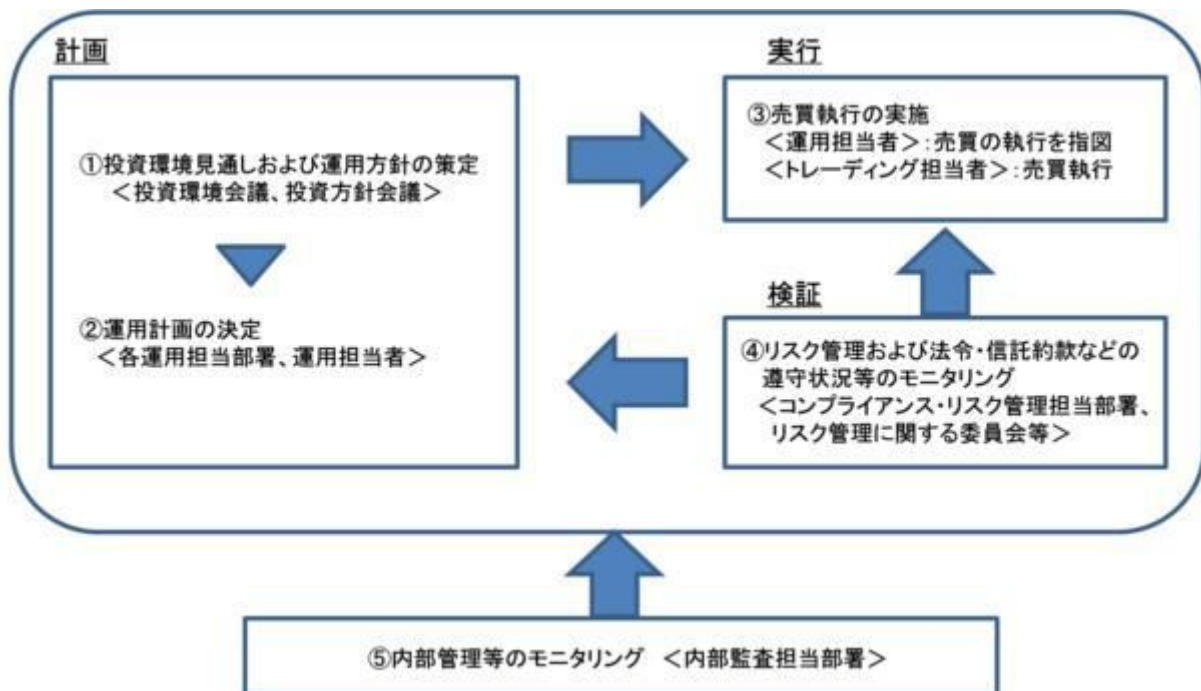 計画
①投資環境見通しおよび運用方針の策定
＜投資環境会議、投資方針会議＞
②運用計画の決定
＜各運用担当部署、運用担当者＞
実行
③売買執行の実施
＜運用担当者＞：売買の執行を指図
＜トレーディング担当者＞：売買執行
検証
④リスク管理および法令・信託約款などの
遵守状況等のモニタリング
＜コンプライアンス・リスク管理担当部署、
リスク管理に関する委員会等＞
⑤内部管理等のモニタリング　＜内部監査担当部署＞